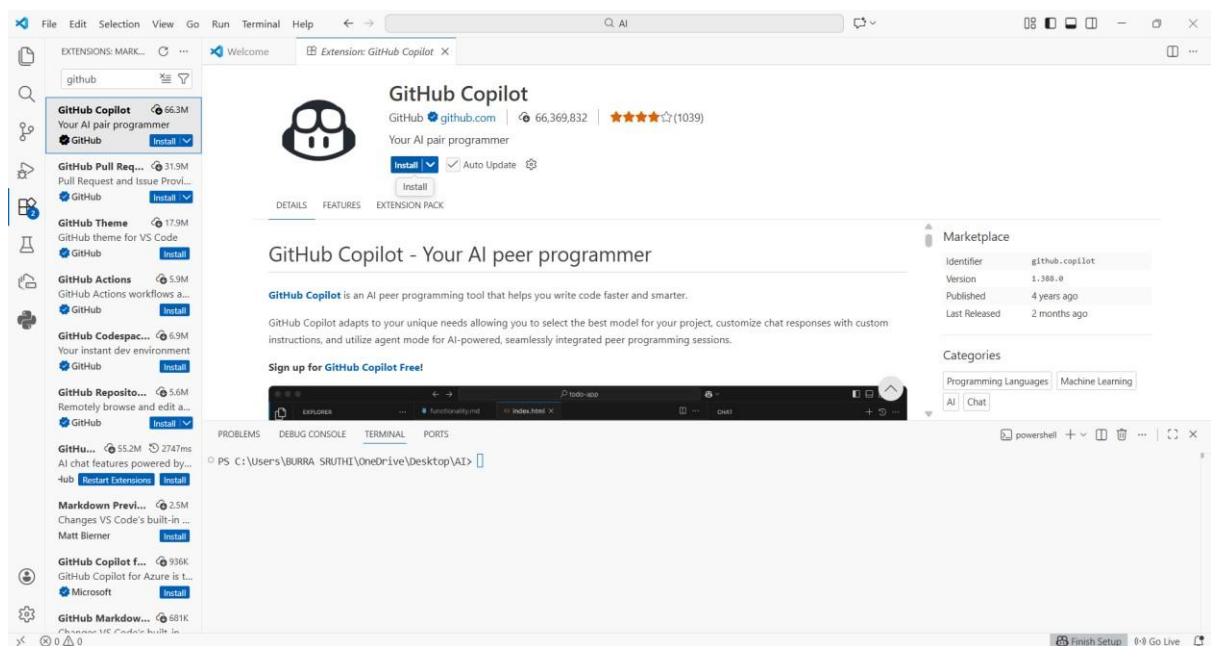 File Edit Selection View Go Run Terminal Help
AI
EXTENSIONS: MARK...
github
GitHub Copilot 66.3M
Your AI pair programmer
GitHub Install
GitHub Pull Req... 31.9M
Pull Request and Issue Provi...
GitHub Install
GitHub Theme 17.9M
GitHub theme for VS Code
GitHub Install
GitHub Actions 5.9M
GitHub Actions workflows a...
GitHub Install
GitHub Codespac... 6.9M
Your instant dev environment
GitHub Install
GitHub Reposito... 5.6M
Remotely browse and edit a...
GitHub Install
GitHu... 55.2M 2747ms
AI chat features powered by...
Hub Restart Extensions Install
Markdown Previ... 2.5M
Changes VS Code's built-in ...
Matt Bierner Install
GitHub Copilot f... 936K
GitHub Copilot for Azure is t...
Microsoft Install
GitHub Markdow... 681K
Changes VS Code's built-in
2
Welcome Extension: GitHub Copilot
GitHub Copilot
GitHub github.com 66,369,832 (1039)
Your AI pair programmer
Install Auto Update
Install
DETAILS FEATURES EXTENSION PACK
GitHub Copilot - Your AI peer programmer
GitHub Copilot is an AI peer programming tool that helps you write code faster and smarter.
GitHub Copilot adapts to your unique needs allowing you to select the best model for your project, customize chat responses with custom
instructions, and utilize agent mode for AI-powered, seamlessly integrated peer programming sessions.
Sign up for GitHub Copilot Free!
todo-app
EXPLORER ... functionality.md index.html ... CHAT
Marketplace
Identifier github.copilot
Version 1.388.0
Published 4 years ago
Last Released 2 months ago
Categories
Programming Languages Machine Learning
AI Chat
PROBLEMS DEBUG CONSOLE TERMINAL PORTS powershell
PS C:\Users\BURRA SRUTHI\OneDrive\Desktop\AI>
0 0 Finish Setup Go Live